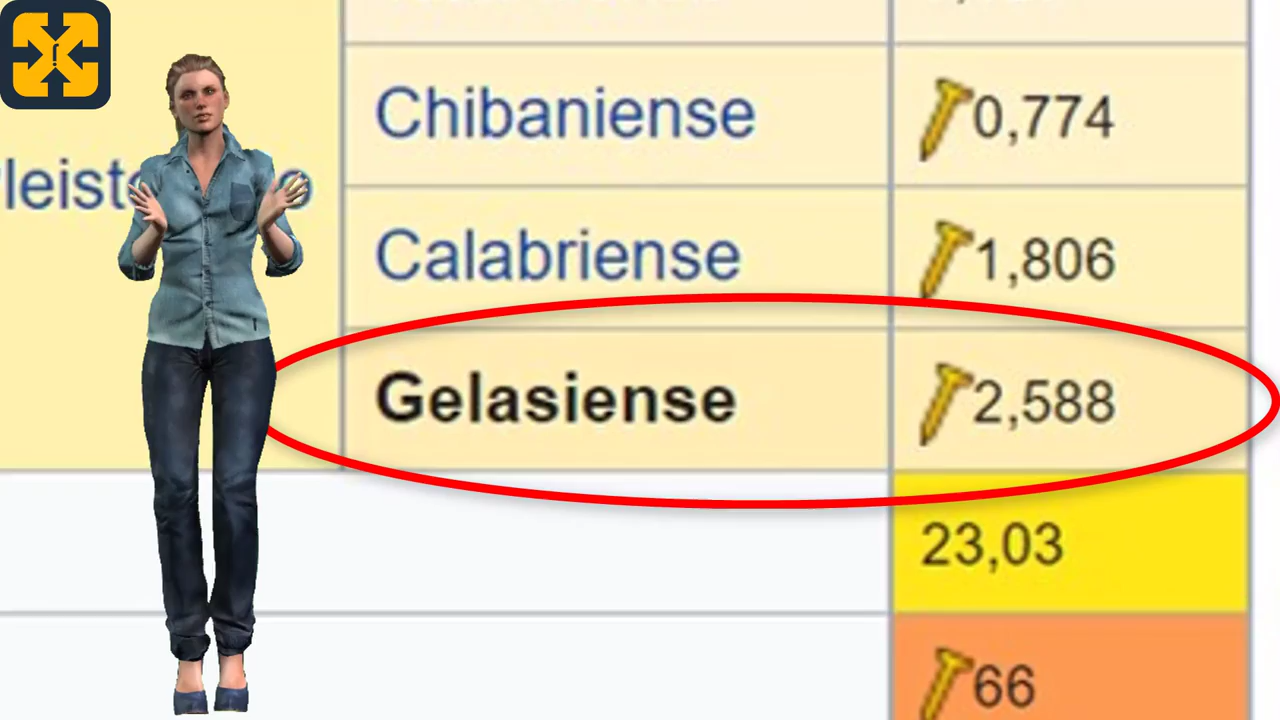 Chibaniense 0,774
Calabriense 1,806
Gelasiense 2,588
23,03
66